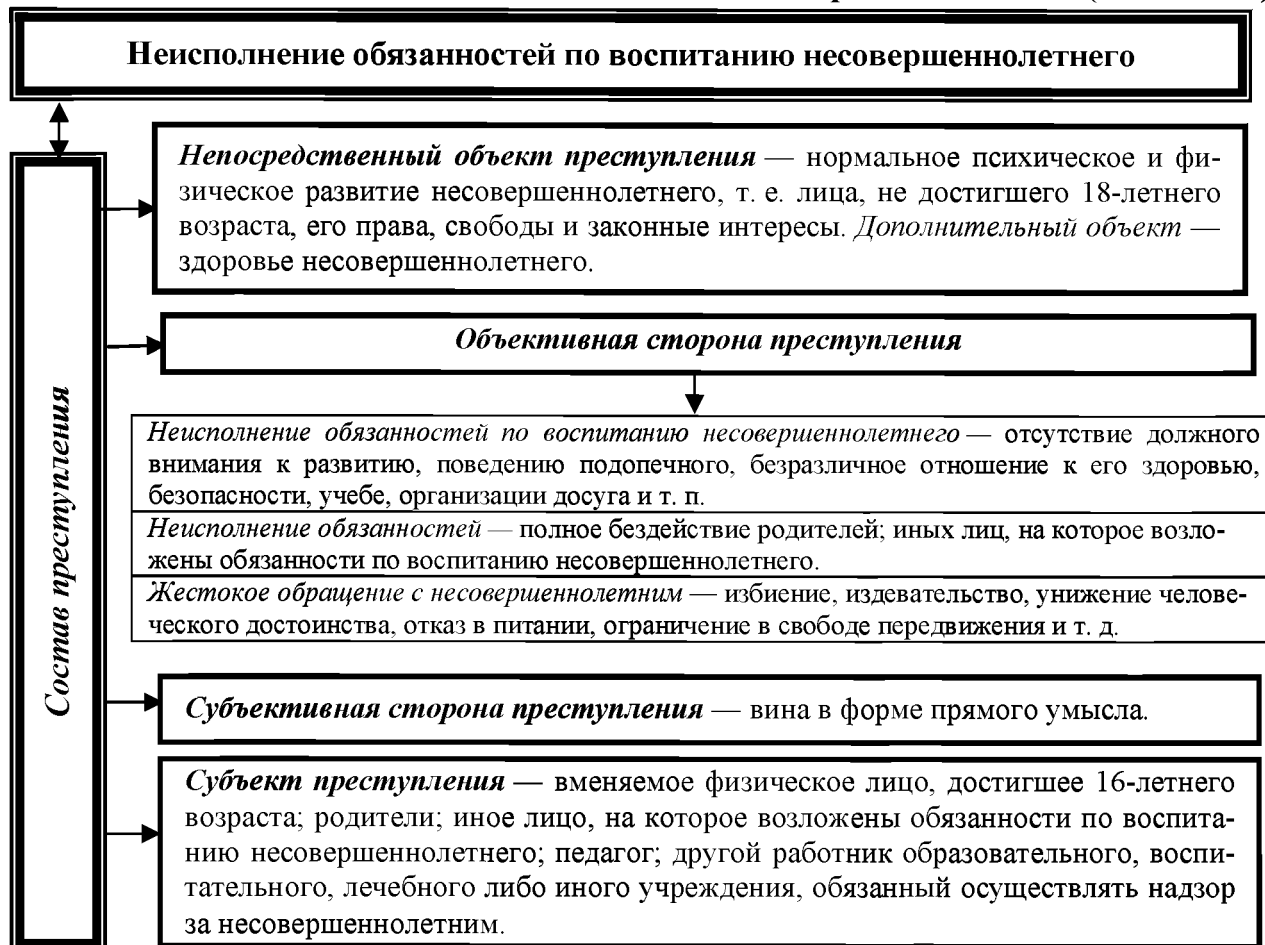 Неисполнение обязанностей по воспитанию несовершеннолетнего
Состав преступления
Непосредственный объект преступления — нормальное психическое и фи-
зическое развитие несовершеннолетнего, т. е. лица, не достигшего 18-летнего
возраста, его права, свободы и законные интересы. Дополнительный объект —
здоровье несовершеннолетнего.
Объективная сторона преступления
Неисполнение обязанностей по воспитанию несовершеннолетнего — отсутствие должного
внимания к развитию, поведению подопечного, безразличное отношение к его здоровью,
безопасности, учебе, организации досуга и т. п.
Неисполнение обязанностей — полное бездействие родителей; иных лиц, на которое возло-
жены обязанности по воспитанию несовершеннолетнего.
Жестокое обращение с несовершеннолетним — избиение, издевательство, унижение челове-
ческого достоинства, отказ в питании, ограничение в свободе передвижения и т. д.
Субъективная сторона преступления — вина в форме прямого умысла.
Субъект преступления — вменяемое физическое лицо, достигшее 16-летнего
возраста; родители; иное лицо, на которое возложены обязанности по воспита-
нию несовершеннолетнего; педагог; другой работник образовательного, воспи-
тательного, лечебного либо иного учреждения, обязанный осуществлять надзор
за несовершеннолетним.